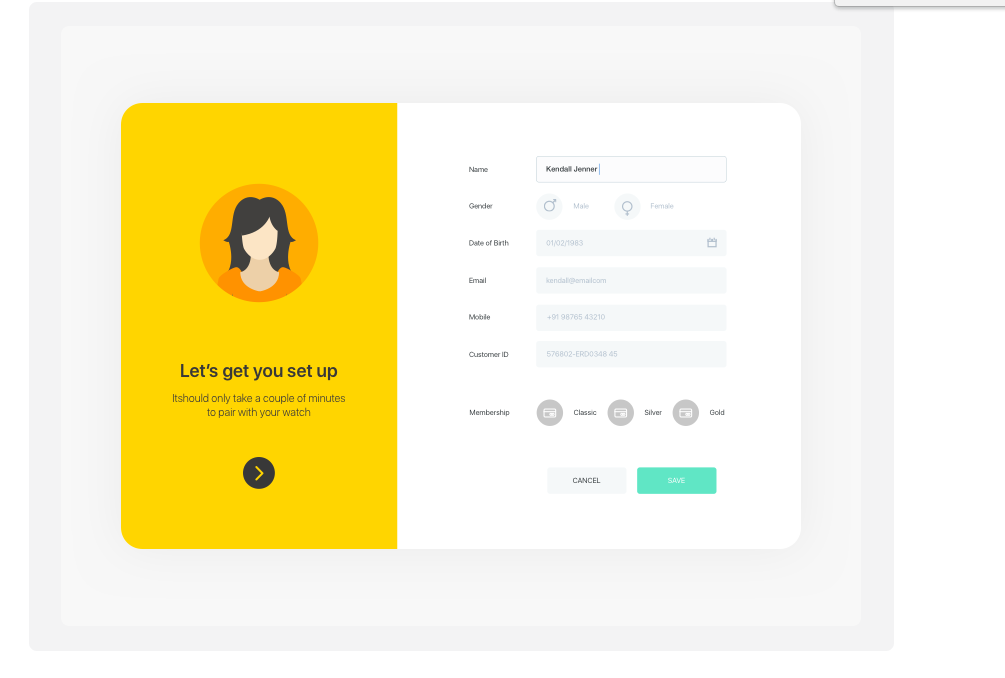 Let's get you set up
Itshould only take a couple of minutes
to pair with your watch
Name Kendall Jenner
Gender Male Female
Date of Birth 01/02/1983
Email kendall@emailcom
Mobile +91 98765 43210
Customer ID 576802-ERD0348 45
Membership Classic Silver Gold
CANCEL SAVE